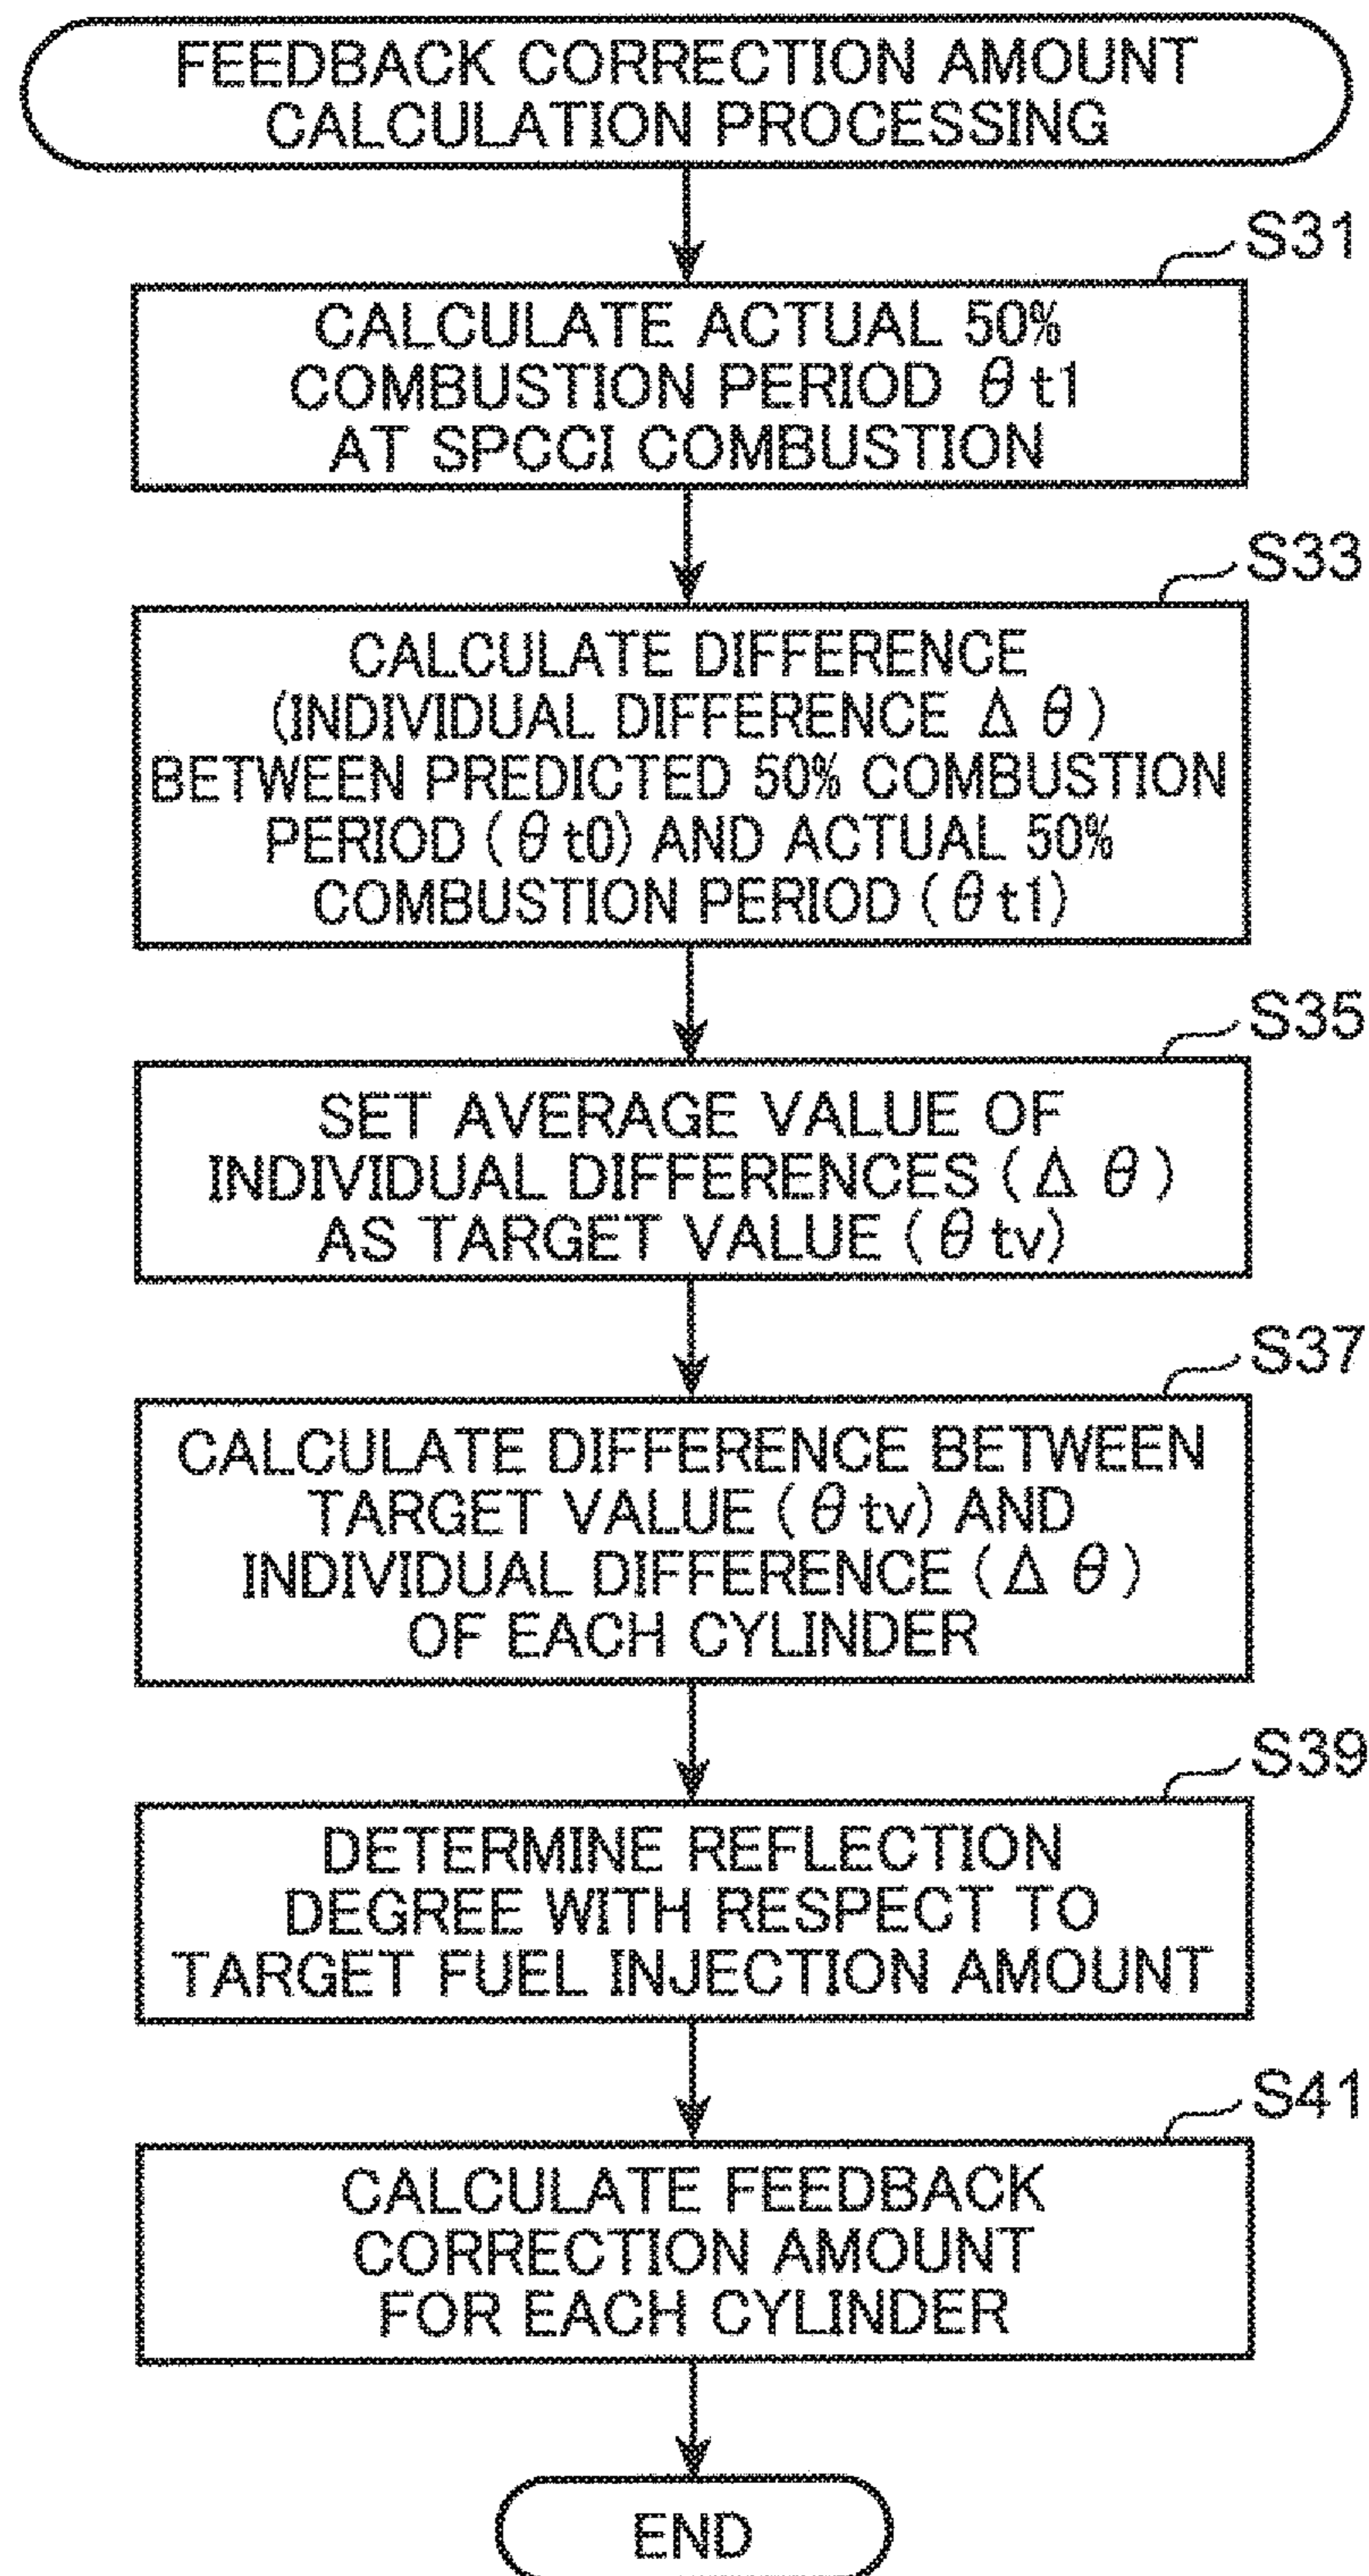 FEEDBACK CORRECTION AMOUNT
CALCULATION PROCESSING
S31
CALCULATE ACTUAL 50%
COMBUSTION PERIOD θt1
AT SPCCI COMBUSTION
S33
CALCULATE DIFFERENCE
(INDIVIDUAL DIFFERENCE Δθ)
BETWEEN PREDICTED 50% COMBUSTION
PERIOD (θt0) AND ACTUAL 50%
COMBUSTION PERIOD (θt1)
S35
SET AVERAGE VALUE OF
INDIVIDUAL DIFFERENCES (Δθ)
AS TARGET VALUE (θtv)
S37
CALCULATE DIFFERENCE BETWEEN
TARGET VALUE (θtv) AND
INDIVIDUAL DIFFERENCE (Δθ)
OF EACH CYLINDER
S39
DETERMINE REFLECTION
DEGREE WITH RESPECT TO
TARGET FUEL INJECTION AMOUNT
S41
CALCULATE FEEDBACK
CORRECTION AMOUNT
FOR EACH CYLINDER
END